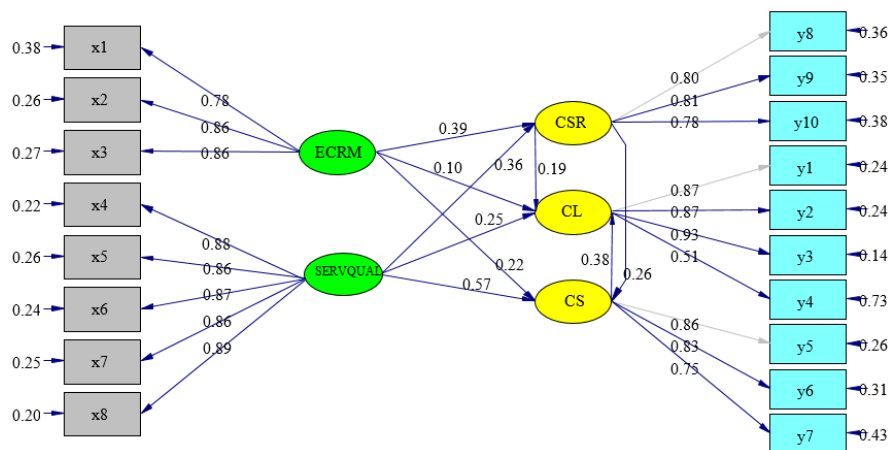 0.38 x1
0.26 x2
0.27 x3
0.22 x4
0.26 x5
0.24 x6
0.25 x7
0.20 x8
0.78
0.86
0.86
0.88
0.86
0.87
0.86
0.89
ECRM
SERVQUAL
0.39
0.10
0.36
0.25
0.22
0.57
CSR
0.19
CL
0.38
0.26
CS
0.80
0.81
0.78
0.87
0.87
0.93
0.51
0.86
0.83
0.75
y8 0.36
y9 0.35
y10 0.38
y1 0.24
y2 0.24
y3 0.14
y4 0.73
y5 0.26
y6 0.31
y7 0.43